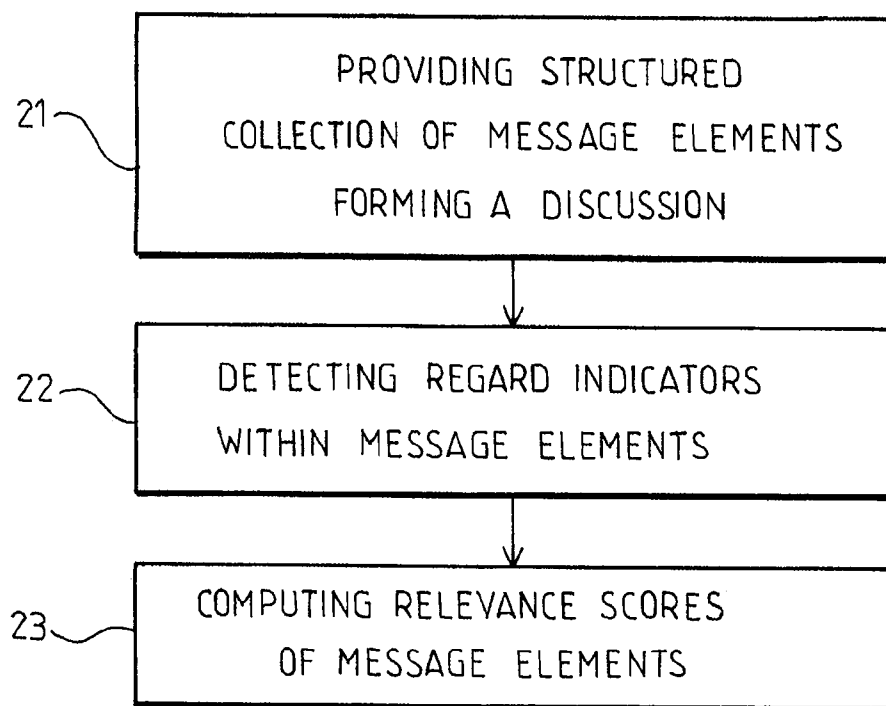 21
PROVIDING STRUCTURED
COLLECTION OF MESSAGE ELEMENTS
FORMING A DISCUSSION
22
DETECTING REGARD INDICATORS
WITHIN MESSAGE ELEMENTS
23
COMPUTING RELEVANCE SCORES
OF MESSAGE ELEMENTS